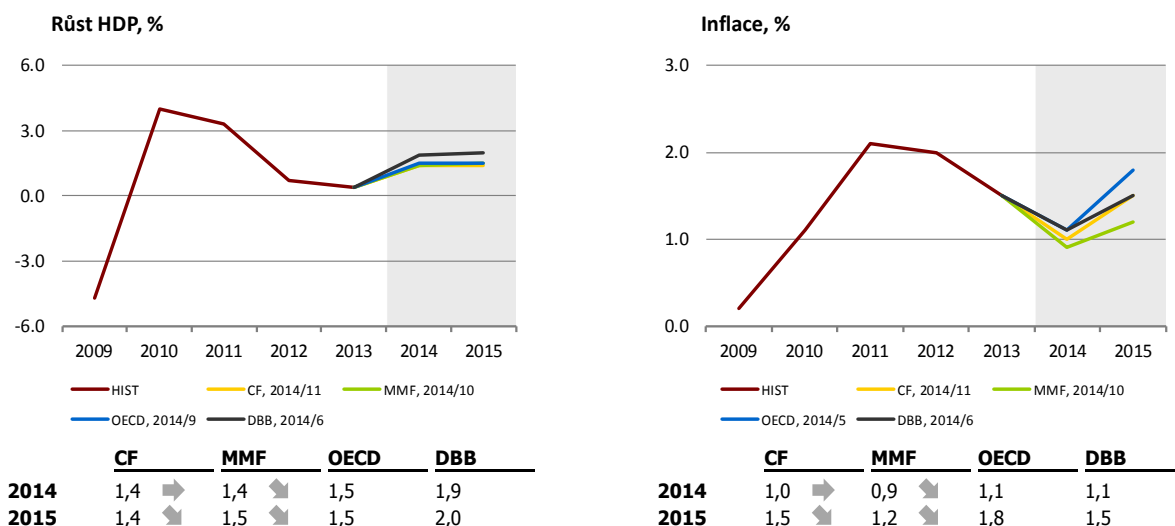 Růst HDP, %
6.0
3.0
0.0
-3.0
-6.0
2009 2010 2011 2012 2013 2014 2015
HIST CF, 2014/11 MMF, 2014/10
OECD, 2014/9 DBB, 2014/6
CF MMF OECD DBB
2014 1,4 1,4 1,5 1,9
2015 1,4 1,5 1,5 2,0
Inflace, %
3.0
2.0
1.0
0.0
2009 2010 2011 2012 2013 2014 2015
HIST CF, 2014/11 MMF, 2014/10
OECD, 2014/5 DBB, 2014/6
CF MMF OECD DBB
2014 1,0 0,9 1,1 1,1
2015 1,5 1,2 1,8 1,5